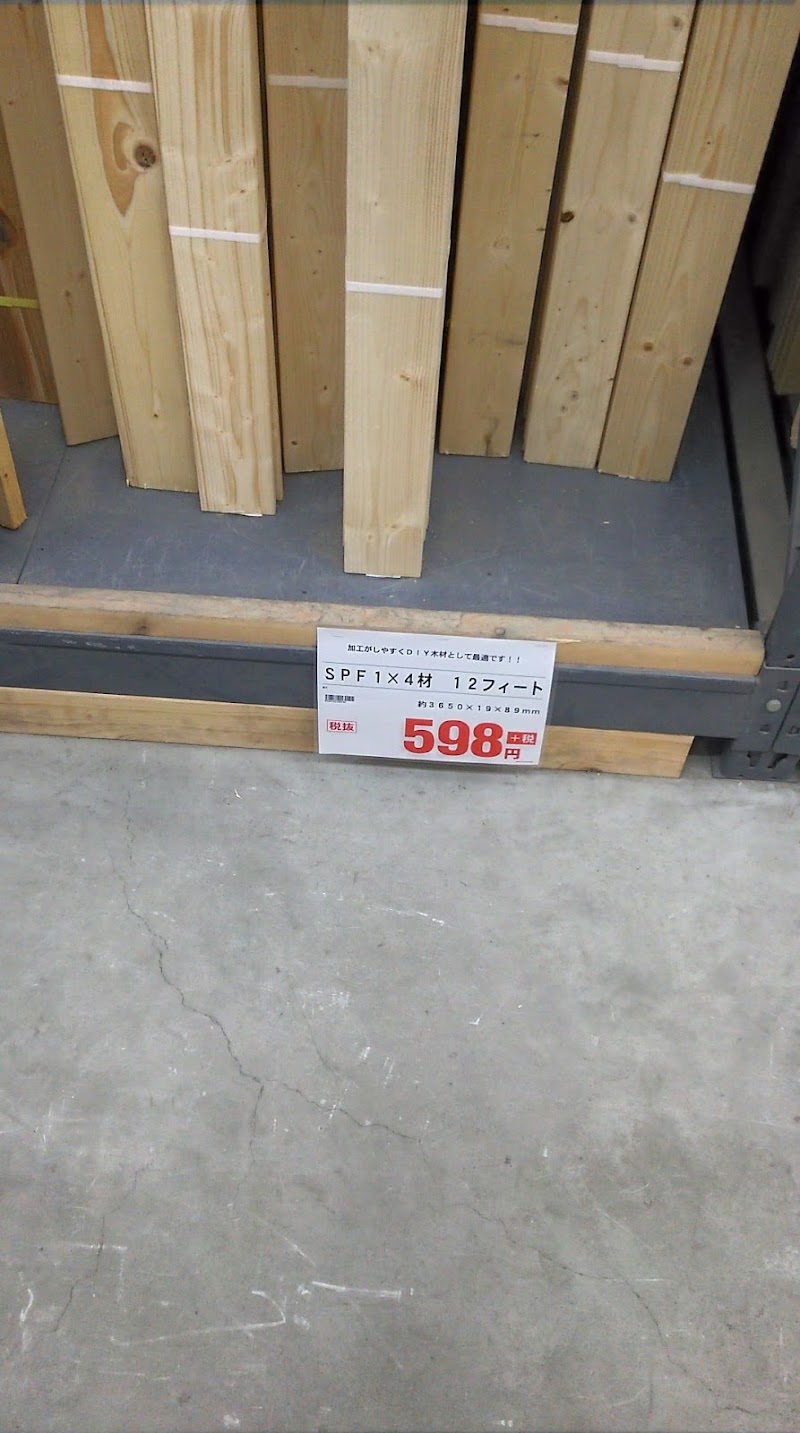 加工がしやすくDIY木材として最適です！！
SPF1×4材 12フィート
約3650×19×89mm
税抜
598円 +税